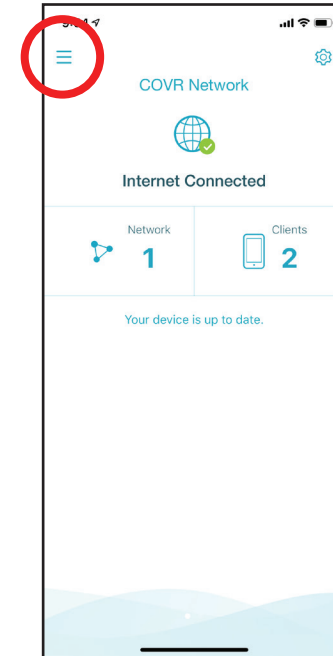 COVR Network
Internet Connected
Network
1
Clients
2
Your device is up to date.